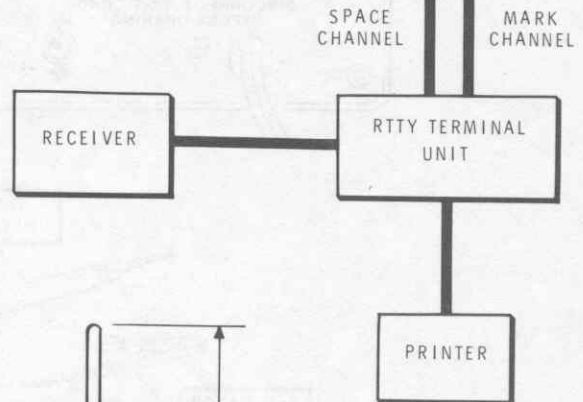 SPACE
CHANNEL
MARK
CHANNEL
RECEIVER
RTTY TERMINAL
UNIT
PRINTER